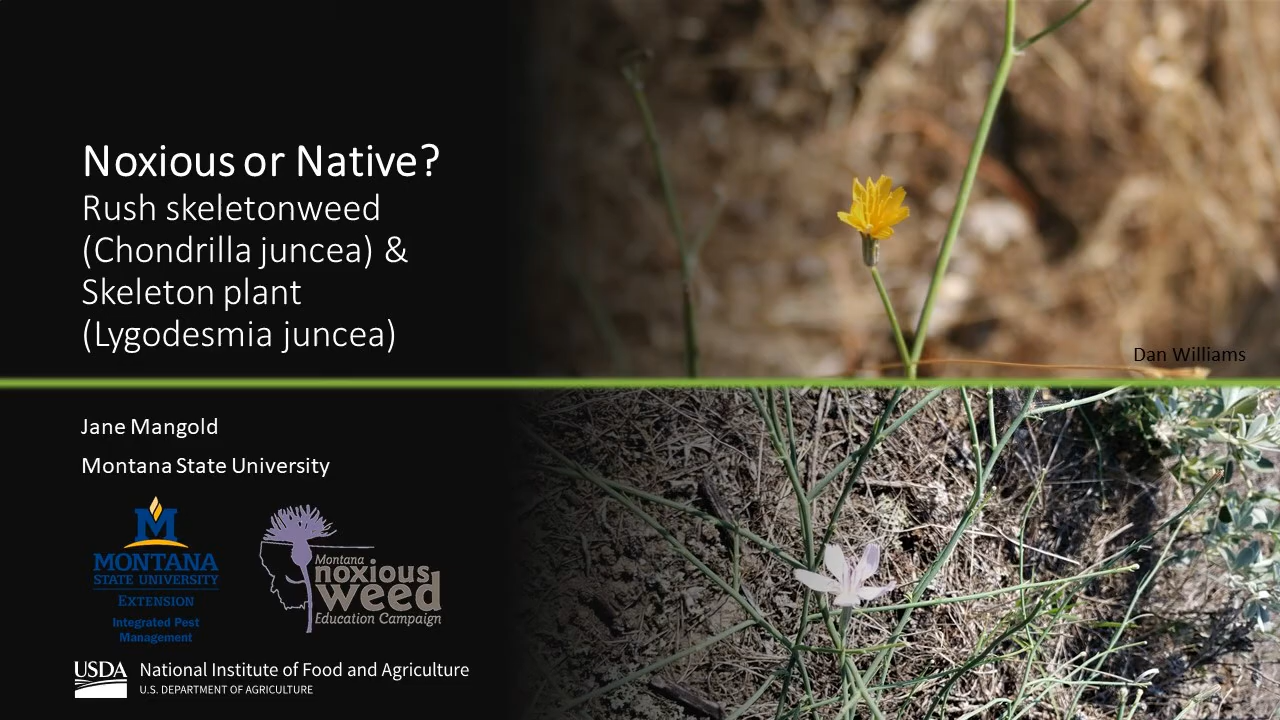 Noxious or Native?
Rush skeletonweed
(Chondrilla juncea) &
Skeleton plant
(Lygodesmia juncea)
Dan Williams
Jane Mangold
Montana State University
M
MONTANA
STATE UNIVERSITY
EXTENSION
Integrated Pest
Management
Montana
noxious
weed
Education Campaign
USDA
National Institute of Food and Agriculture
U.S. DEPARTMENT OF AGRICULTURE